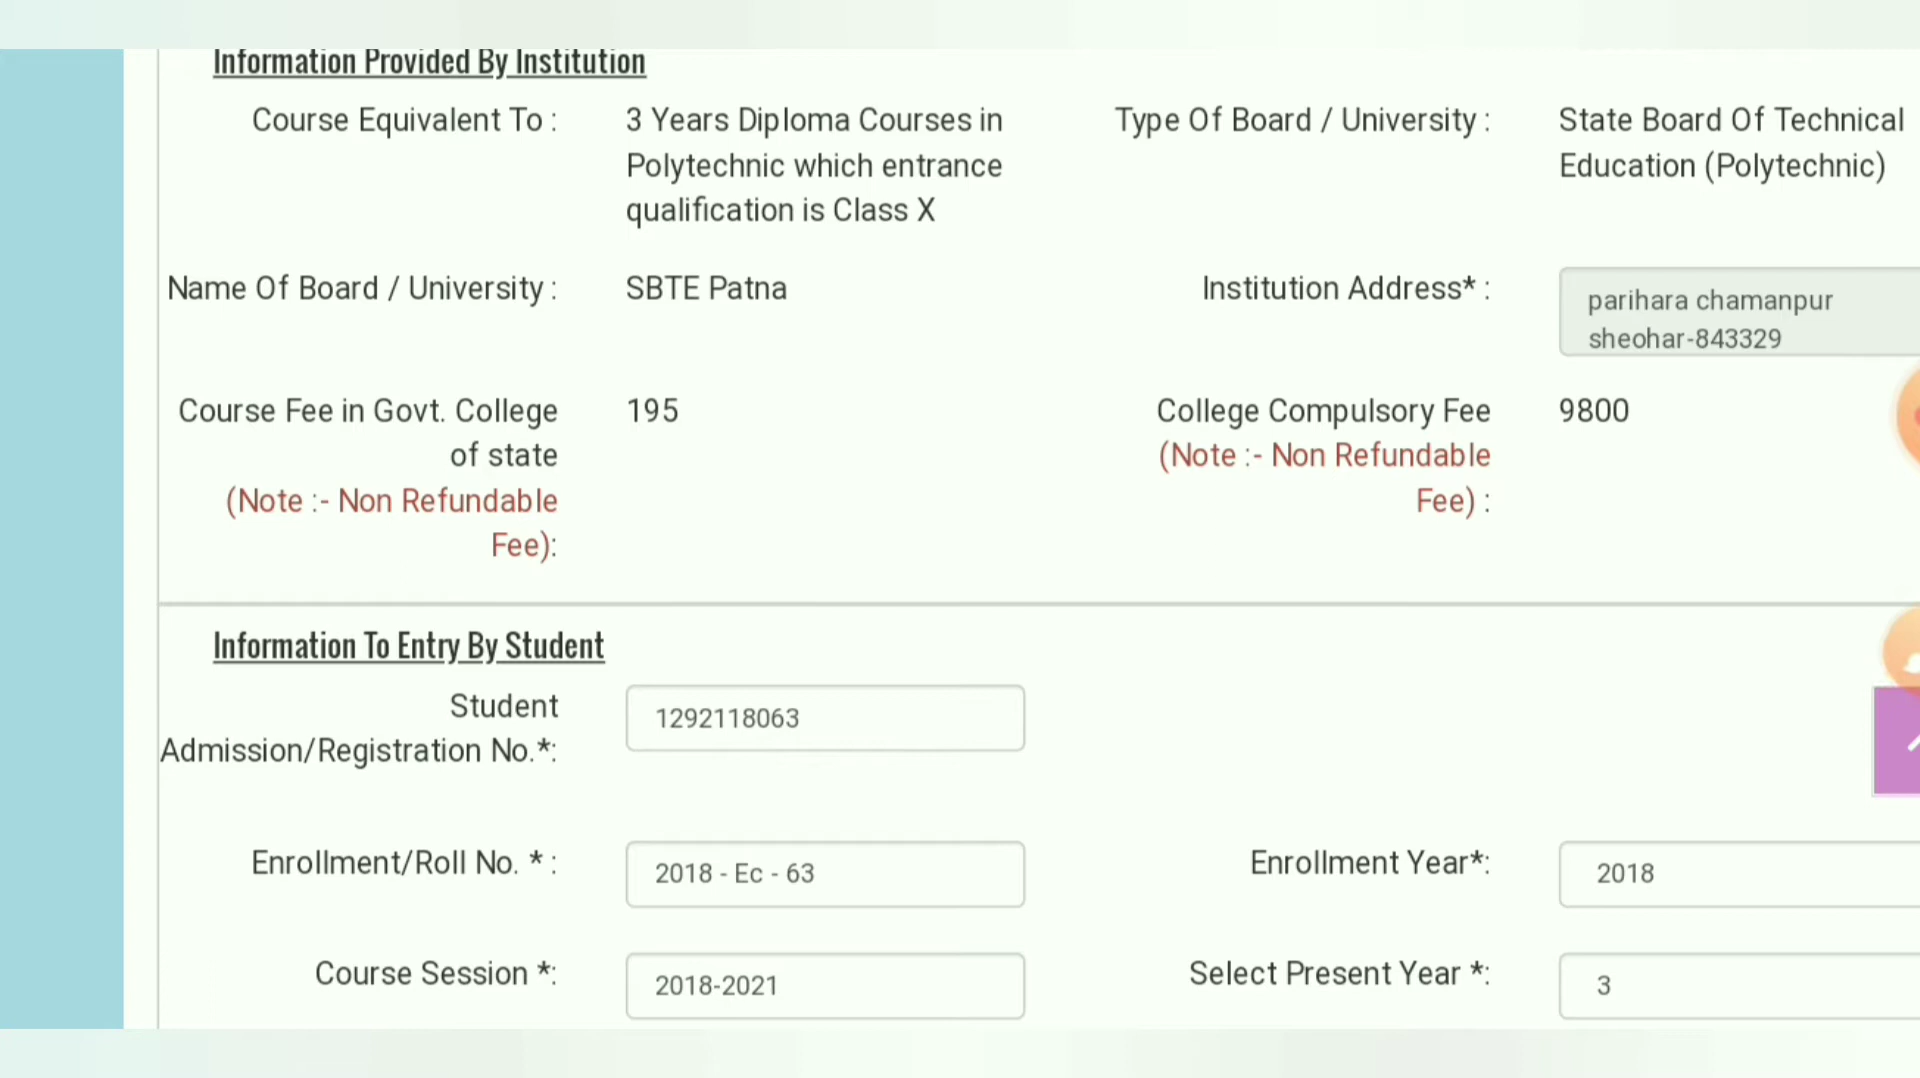 Information Provided By Institution
Course Equivalent To :
3 Years Diploma Courses in
Polytechnic which entrance
qualification is Class X
Type Of Board / University :
State Board Of Technical
Education (Polytechnic)
Name Of Board / University :
SBTE Patna
Institution Address* :
parihara chamanpur
sheohar-843329
Course Fee in Govt. College
of state
(Note :- Non Refundable
Fee):
195
College Compulsory Fee
(Note :- Non Refundable
Fee) :
9800
Information To Entry By Student
Student
Admission/Registration No.*:
1292118063
Enrollment/Roll No. * :
2018 - Ec - 63
Enrollment Year*:
2018
Course Session *:
2018-2021
Select Present Year *:
3